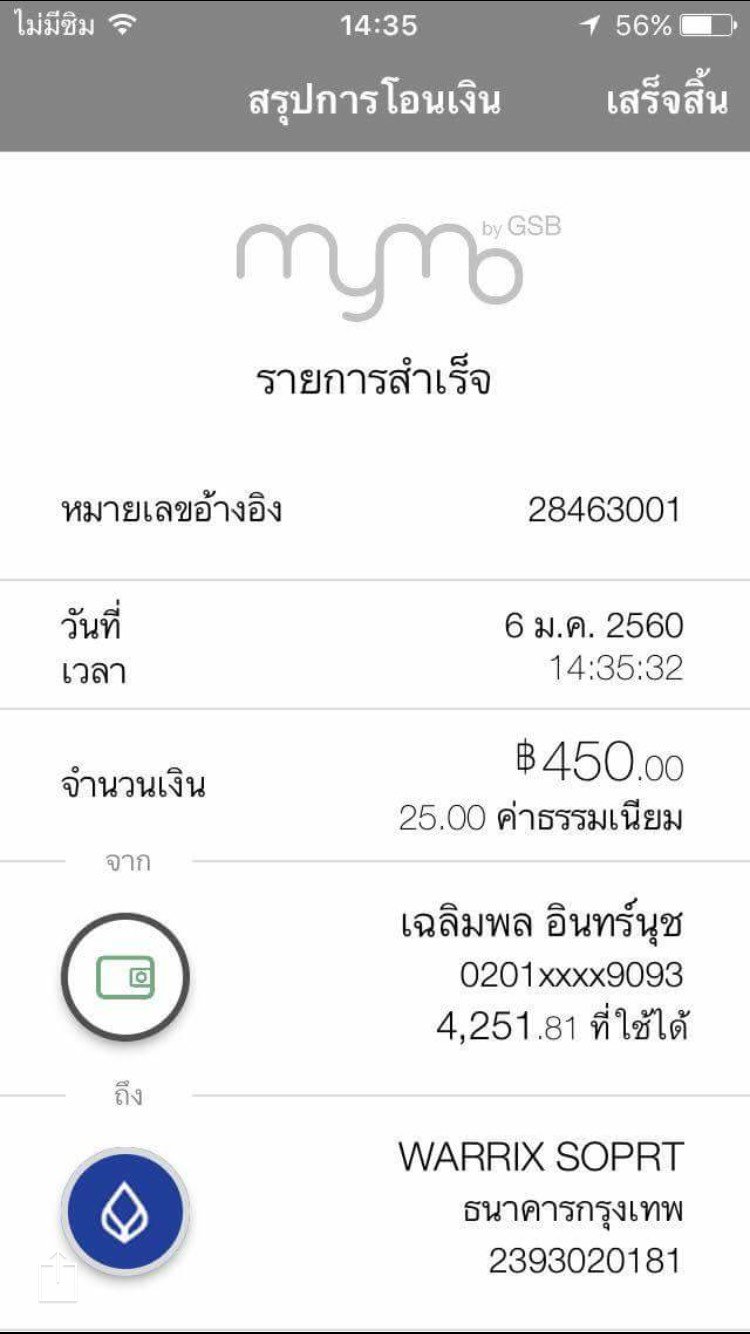 ไม่มีซิม 14:35 56%
สรุปการโอนเงิน เสร็จสิ้น
mymo by GSB
รายการสำเร็จ
หมายเลขอ้างอิง 28463001
วันที่ 6 ม.ค. 2560
เวลา 14:35:32
จำนวนเงิน ฿450.00
25.00 ค่าธรรมเนียม
จาก
เฉลิมพล อินทร์นุช
0201xxxx9093
4,251.81 ที่ใช้ได้
ถึง
WARRIX SOPRT
ธนาคารกรุงเทพ
2393020181